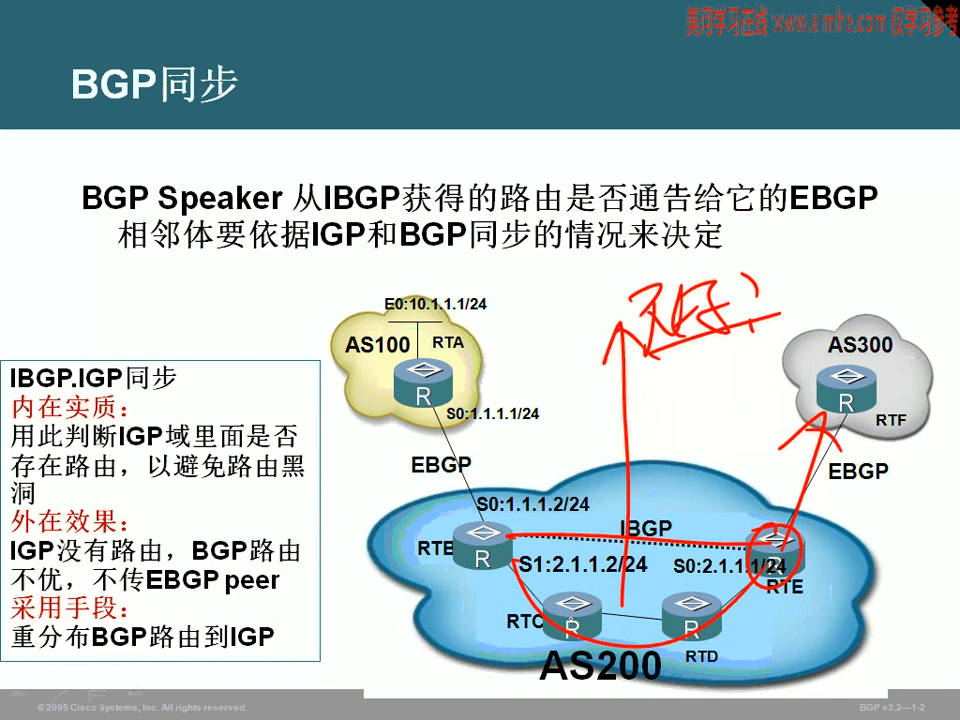 美河学习在线 www.eimhe.com 仅学习参考
BGP同步
BGP Speaker 从IBGP获得的路由是否通告给它的EBGP
相邻体要依据IGP和BGP同步的情况来决定
IBGP.IGP同步
内在实质：
用此判断IGP域里面是否
存在路由，以避免路由黑
洞
外在效果：
IGP没有路由，BGP路由
不优，不传EBGP peer
采用手段：
重分布BGP路由到IGP
E0:10.1.1.1/24
AS100
RTA
R
S0:1.1.1.1/24
AS300
R
RTF
EBGP
EBGP
S0:1.1.1.2/24
IBGP
RTB
R
S1:2.1.1.2/24
S0:2.1.1.1/24
R
RTE
RTC
R
R
RTD
AS200
© 2005 Cisco Systems, Inc. All rights reserved.
BGP v3.2—1-2